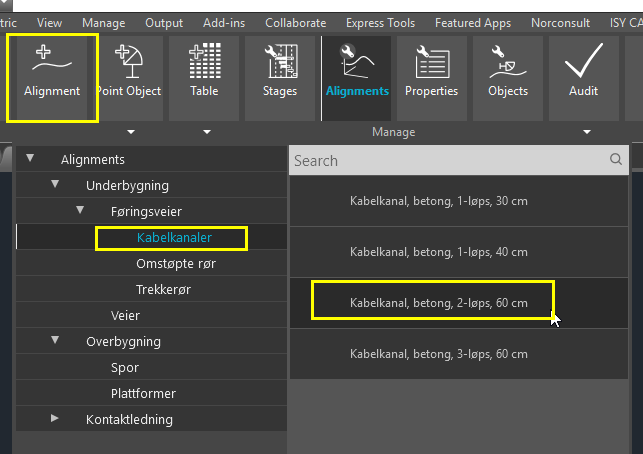 tric View Manage Output Add-ins Collaborate Express Tools Featured Apps Norconsult ISY CA
Alignment Point Object Table Stages Alignments Properties Objects Audit
Manage
Alignments
Search
Underbygning
Føringsveier
Kabelkanaler
Omstøpte rør
Trekkerør
Veier
Overbygning
Spor
Plattformer
Kontaktledning
Kabelkanal, betong, 1-løps, 30 cm
Kabelkanal, betong, 1-løps, 40 cm
Kabelkanal, betong, 2-løps, 60 cm
Kabelkanal, betong, 3-løps, 60 cm